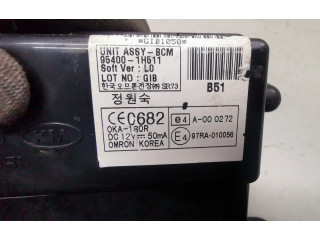 *GIB1050*
UNIT ASSY-BCM
95400-1H511
Soft Ver : L0
LOT NO : GIB
한국오므론전장㈜ SR73
B51
정원숙
CE0682
OKA-180R
DC 12V 50mA
OMRON KOREA
e4 A-00 0272
E4 97RA-010056
KM